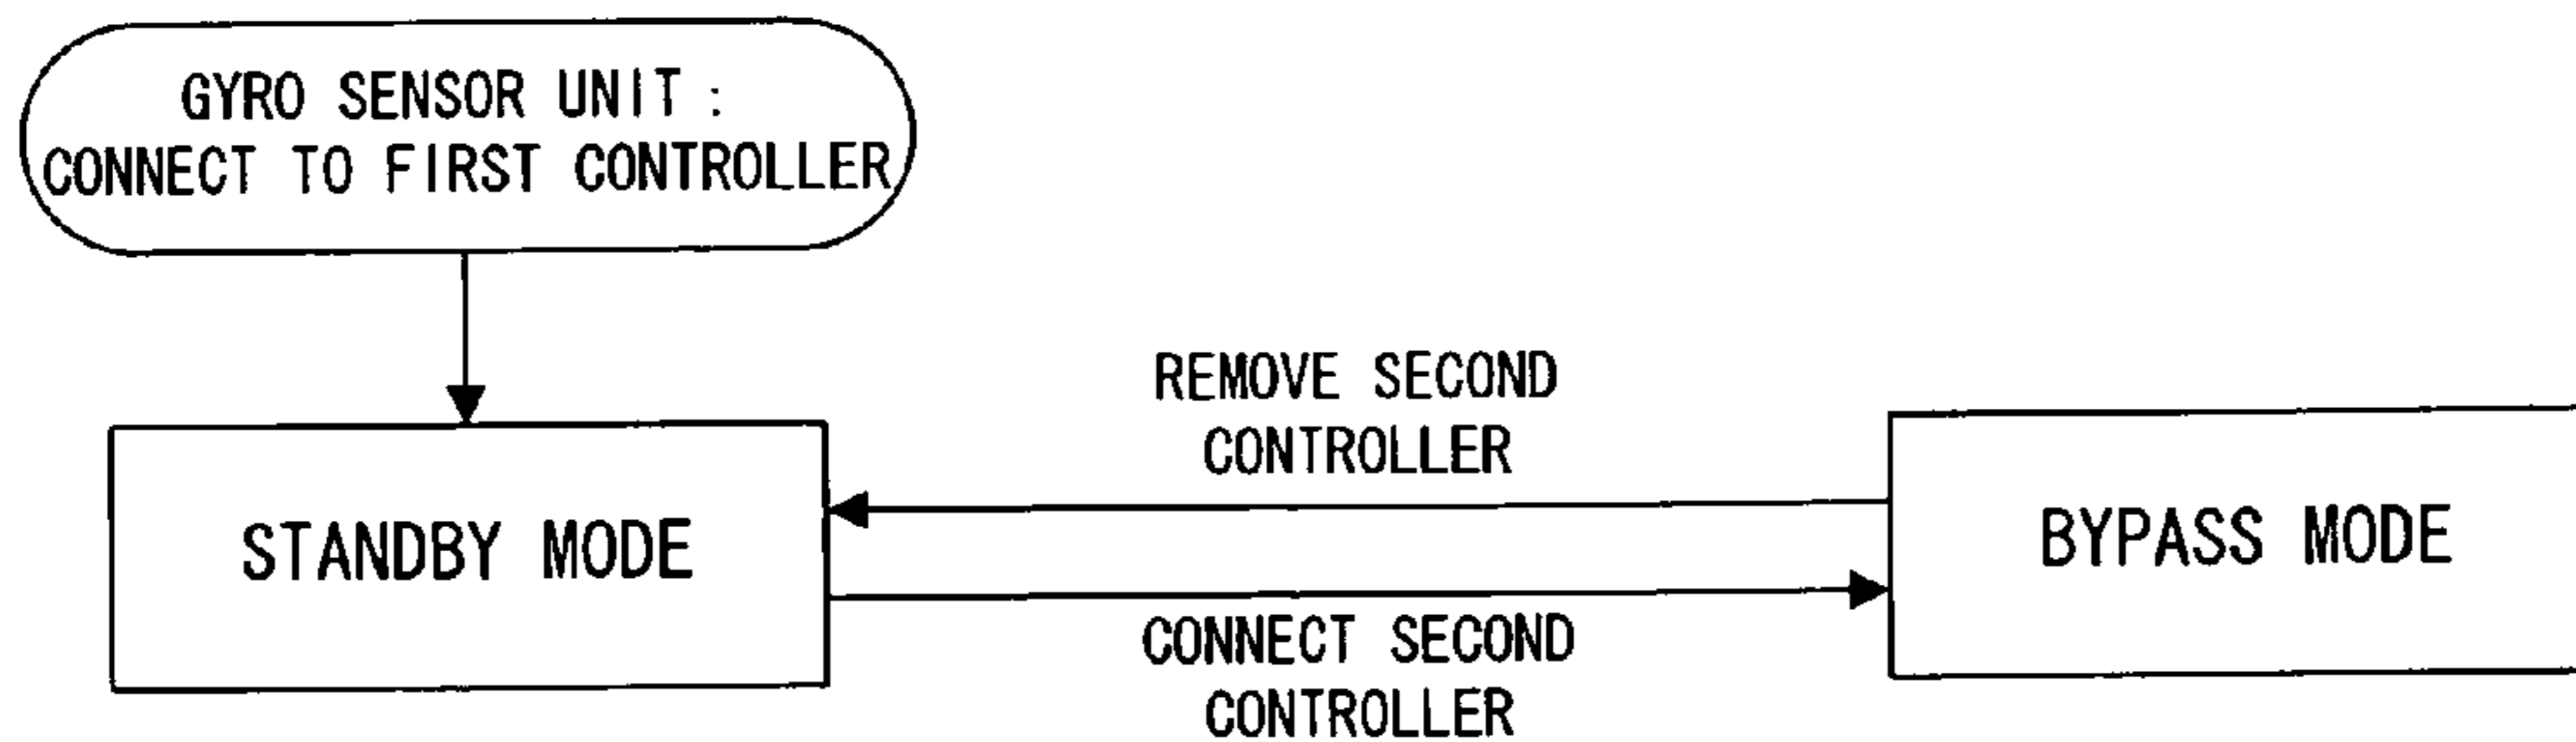 GYRO SENSOR UNIT :
CONNECT TO FIRST CONTROLLER
REMOVE SECOND
CONTROLLER
STANDBY MODE
BYPASS MODE
CONNECT SECOND
CONTROLLER